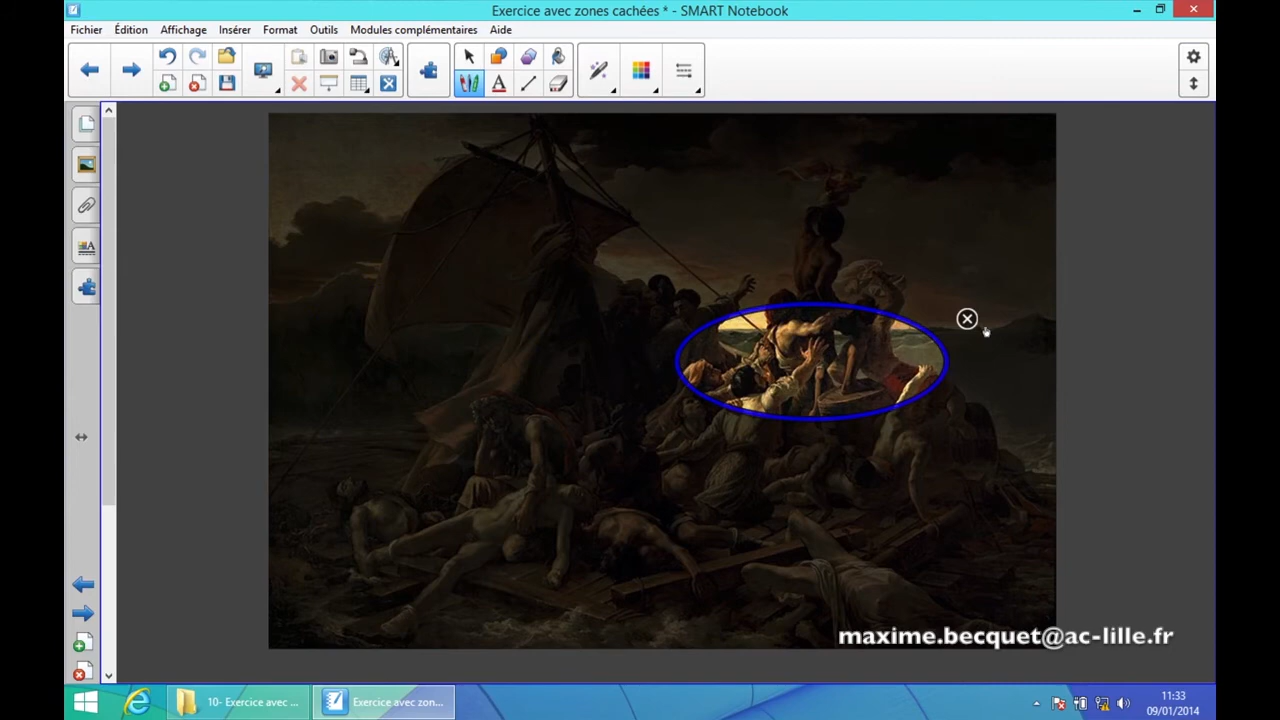 Exercice avec zones cachées * - SMART Notebook
Fichier Édition Affichage Insérer Format Outils Modules complémentaires Aide
maxime.becquet@ac-lille.fr
10- Exercice avec ... Exercice avec zon...
11:33
09/01/2014